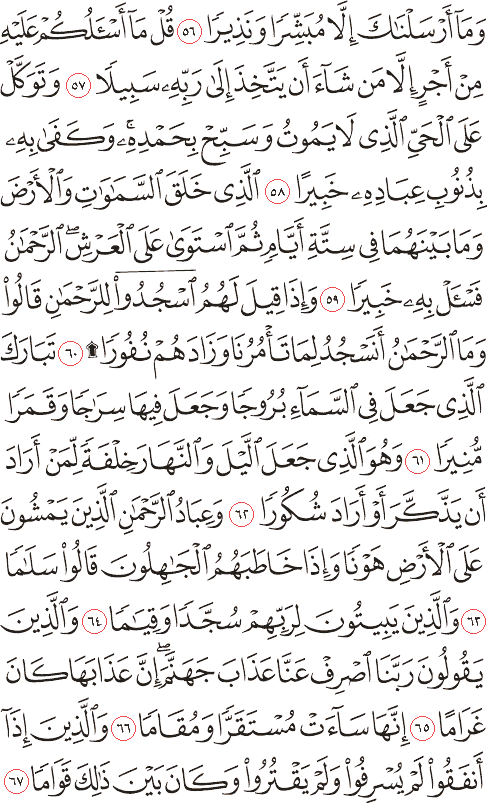 وَمَآ أَرْسَلْنَٰكَ إِلَّا مُبَشِّرًا وَنَذِيرًا ٥٦ قُلْ مَآ أَسْـَٔلُكُمْ عَلَيْهِ
مِنْ أَجْرٍ إِلَّا مَن شَآءَ أَن يَتَّخِذَ إِلَىٰ رَبِّهِۦ سَبِيلًا ٥٧ وَتَوَكَّلْ
عَلَى ٱلْحَىِّ ٱلَّذِى لَا يَمُوتُ وَسَبِّحْ بِحَمْدِهِۦۚ وَكَفَىٰ بِهِۦ
بِذُنُوبِ عِبَادِهِۦ خَبِيرًا ٥٨ ٱلَّذِى خَلَقَ ٱلسَّمَٰوَٰتِ وَٱلْأَرْضَ
وَمَا بَيْنَهُمَا فِى سِتَّةِ أَيَّامٍ ثُمَّ ٱسْتَوَىٰ عَلَى ٱلْعَرْشِۖ ٱلرَّحْمَٰنُ
فَسْـَٔلْ بِهِۦ خَبِيرًا ٥٩ وَإِذَا قِيلَ لَهُمُ ٱسْجُدُوا۟ لِلرَّحْمَٰنِ قَالُوا۟
وَمَا ٱلرَّحْمَٰنُ أَنَسْجُدُ لِمَا تَأْمُرُنَا وَزَادَهُمْ نُفُورًا ۩ ٦٠ تَبَارَكَ
ٱلَّذِى جَعَلَ فِى ٱلسَّمَآءِ بُرُوجًا وَجَعَلَ فِيهَا سِرَٰجًا وَقَمَرًا
مُّنِيرًا ٦١ وَهُوَ ٱلَّذِى جَعَلَ ٱلَّيْلَ وَٱلنَّهَارَ خِلْفَةً لِّمَنْ أَرَادَ
أَن يَذَّكَّرَ أَوْ أَرَادَ شُكُورًا ٦٢ وَعِبَادُ ٱلرَّحْمَٰنِ ٱلَّذِينَ يَمْشُونَ
عَلَى ٱلْأَرْضِ هَوْنًا وَإِذَا خَاطَبَهُمُ ٱلْجَٰهِلُونَ قَالُوا۟ سَلَٰمًا
٦٣ وَٱلَّذِينَ يَبِيتُونَ لِرَبِّهِمْ سُجَّدًا وَقِيَٰمًا ٦٤ وَٱلَّذِينَ
يَقُولُونَ رَبَّنَا ٱصْرِفْ عَنَّا عَذَابَ جَهَنَّمَۖ إِنَّ عَذَابَهَا كَانَ
غَرَامًا ٦٥ إِنَّهَا سَآءَتْ مُسْتَقَرًّا وَمُقَامًا ٦٦ وَٱلَّذِينَ إِذَآ
أَنفَقُوا۟ لَمْ يُسْرِفُوا۟ وَلَمْ يَقْتُرُوا۟ وَكَانَ بَيْنَ ذَٰلِكَ قَوَامًا ٦٧